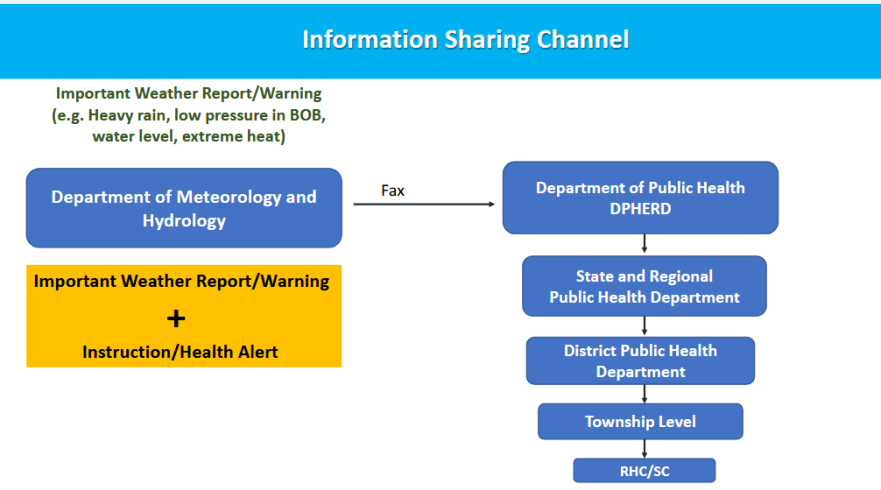 Information Sharing Channel
Important Weather Report/Warning
(e.g. Heavy rain, low pressure in BOB,
water level, extreme heat)
Department of Meteorology and
Hydrology
Fax
Department of Public Health
DPHERD
Important Weather Report/Warning
+
Instruction/Health Alert
State and Regional
Public Health Department
District Public Health
Department
Township Level
RHC/SC